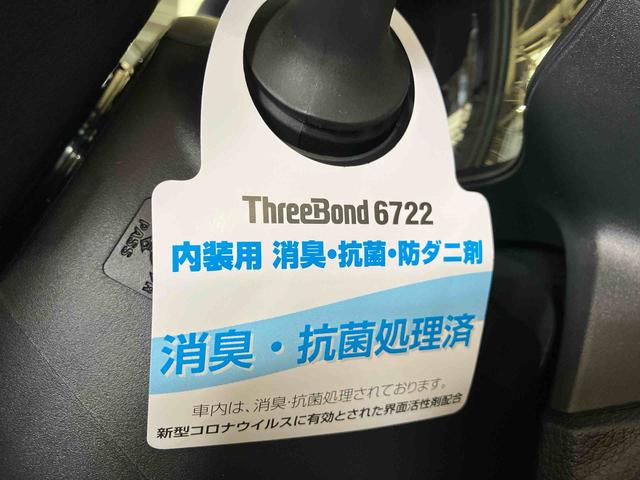 ThreeBond 6722
内装用 消臭・抗菌・防ダニ剤
消臭・抗菌処理済
車内は、消臭・抗菌処理されております。
新型コロナウイルスに有効とされた界面活性剤配合
PASS